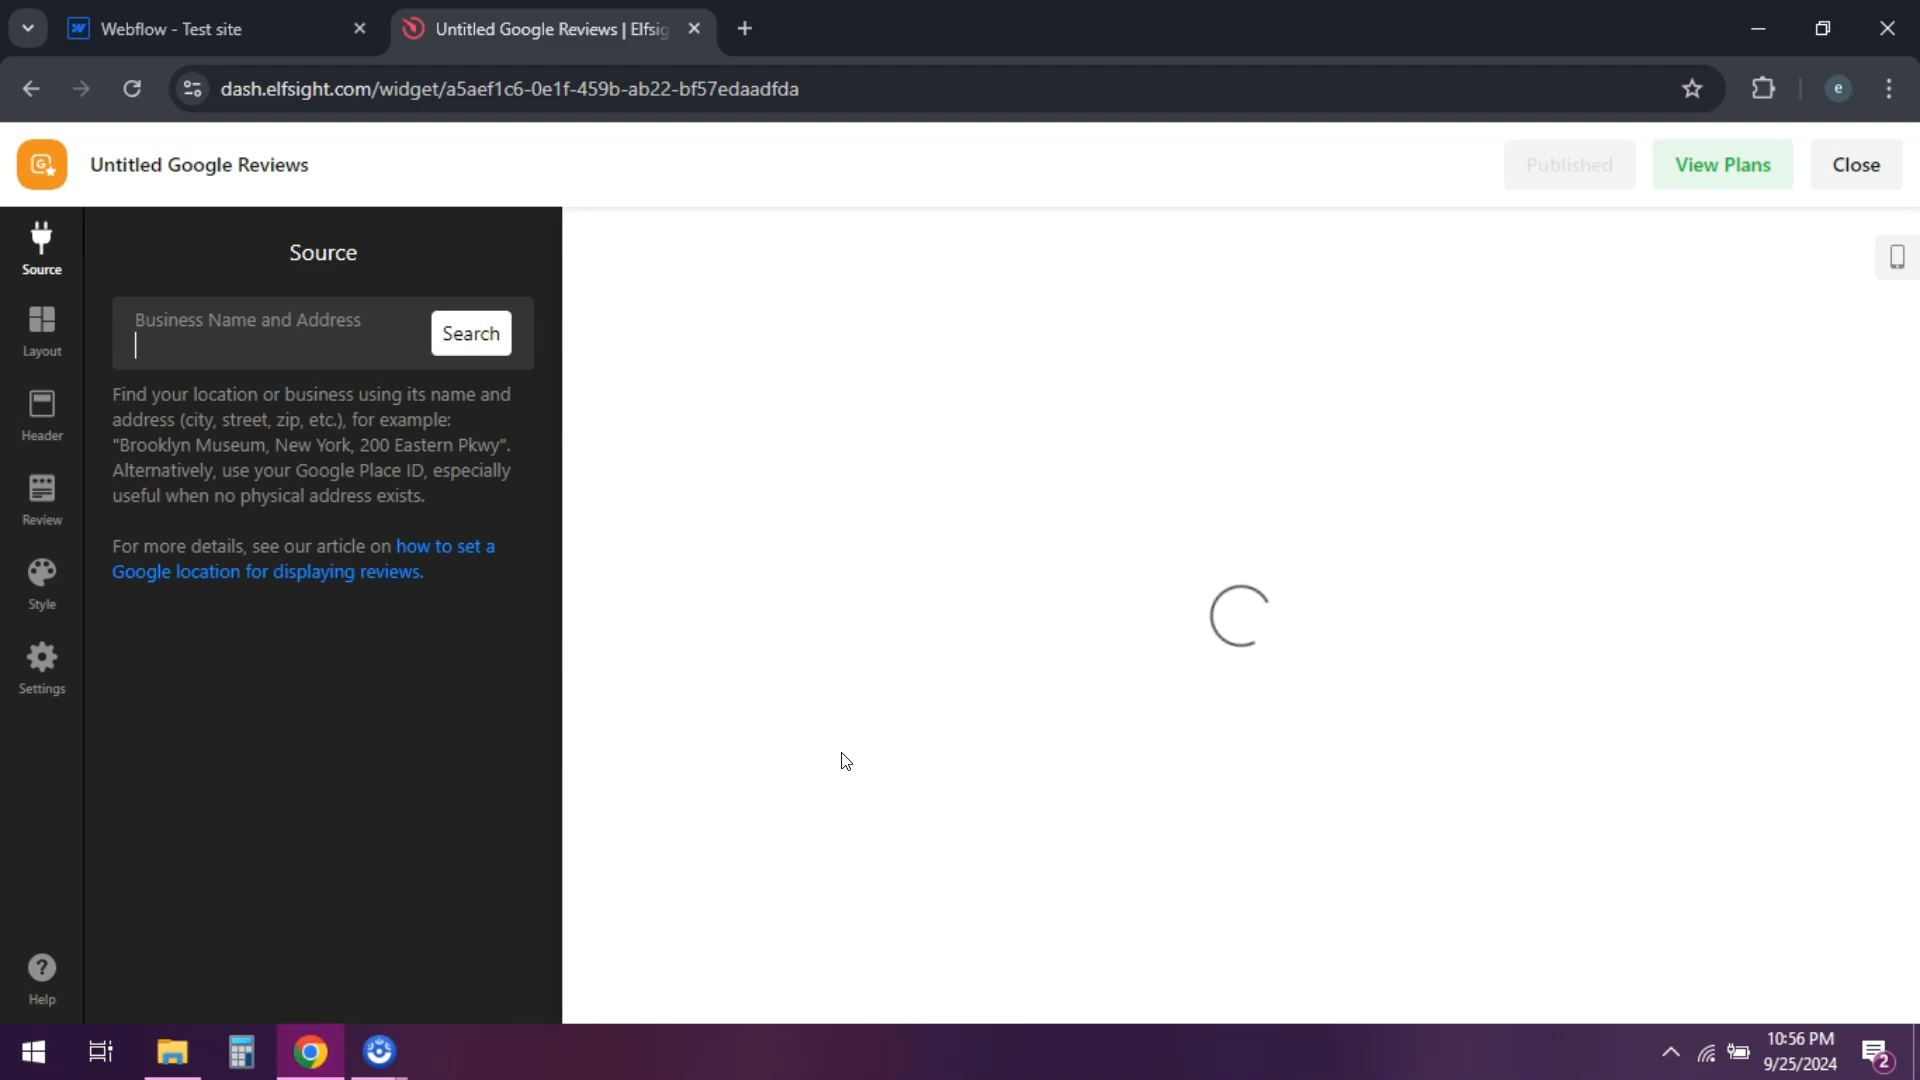 Webflow - Test site
Untitled Google Reviews | Elfsig
dash.elfsight.com/widget/a5aef1c6-0e1f-459b-ab22-bf57edaadfda
e
Untitled Google Reviews
Published
View Plans
Close
Source
Layout
Header
Review
Style
Settings
Help
Source
Business Name and Address
Search
Find your location or business using its name and
address (city, street, zip, etc.), for example:
"Brooklyn Museum, New York, 200 Eastern Pkwy".
Alternatively, use your Google Place ID, especially
useful when no physical address exists.
For more details, see our article on how to set a
Google location for displaying reviews.
10:56 PM
9/25/2024
2